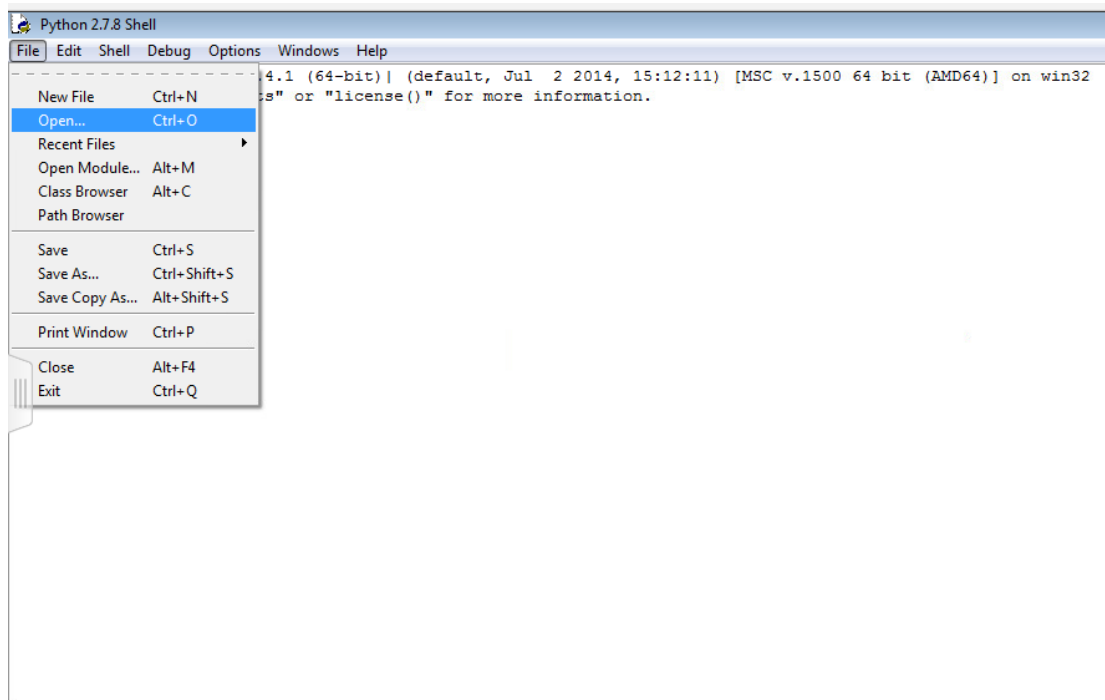 Python 2.7.8 Shell
File Edit Shell Debug Options Windows Help
4.1 (64-bit)| (default, Jul  2 2014, 15:12:11) [MSC v.1500 64 bit (AMD64)] on win32
s" or "license()" for more information.
New File Ctrl+N
Open... Ctrl+O
Recent Files
Open Module... Alt+M
Class Browser Alt+C
Path Browser
Save Ctrl+S
Save As... Ctrl+Shift+S
Save Copy As... Alt+Shift+S
Print Window Ctrl+P
Close Alt+F4
Exit Ctrl+Q